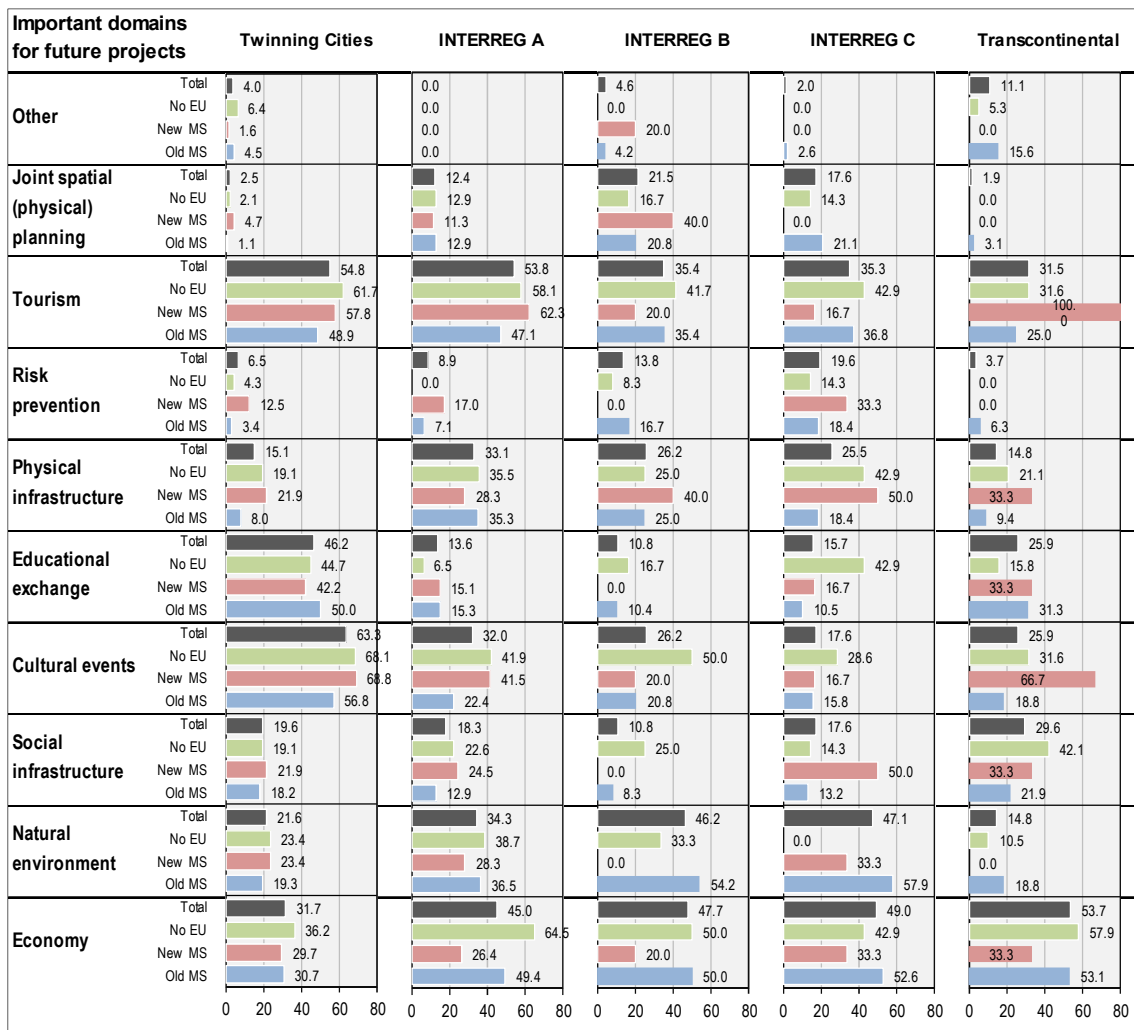 Important domains
for future projects
Twinning Cities INTERREG A INTERREG B INTERREG C Transcontinental
Other
Total 4.0 0.0 4.6 2.0 11.1
No EU 6.4 0.0 0.0 0.0 5.3
New MS 1.6 0.0 20.0 0.0 0.0
Old MS 4.5 0.0 4.2 2.6 15.6
Joint spatial
(physical)
planning
Total 2.5 12.4 21.5 17.6 1.9
No EU 2.1 12.9 16.7 14.3 0.0
New MS 4.7 11.3 40.0 0.0 0.0
Old MS 1.1 12.9 20.8 21.1 3.1
Tourism
Total 54.8 53.8 35.4 35.3 31.5
No EU 61.7 58.1 41.7 42.9 31.6
New MS 57.8 62.3 20.0 16.7 100.
0
Old MS 48.9 47.1 35.4 36.8 25.0
Risk
prevention
Total 6.5 8.9 13.8 19.6 3.7
No EU 4.3 0.0 8.3 14.3 0.0
New MS 12.5 17.0 0.0 33.3 0.0
Old MS 3.4 7.1 16.7 18.4 6.3
Physical
infrastructure
Total 15.1 33.1 26.2 25.5 14.8
No EU 19.1 35.5 25.0 42.9 21.1
New MS 21.9 28.3 40.0 50.0 33.3
Old MS 8.0 35.3 25.0 18.4 9.4
Educational
exchange
Total 46.2 13.6 10.8 15.7 25.9
No EU 44.7 6.5 16.7 42.9 15.8
New MS 42.2 15.1 0.0 16.7 33.3
Old MS 50.0 15.3 10.4 10.5 31.3
Cultural events
Total 63.3 32.0 26.2 17.6 25.9
No EU 68.1 41.9 50.0 28.6 31.6
New MS 68.8 41.5 20.0 16.7 66.7
Old MS 56.8 22.4 20.8 15.8 18.8
Social
infrastructure
Total 19.6 18.3 10.8 17.6 29.6
No EU 19.1 22.6 25.0 14.3 42.1
New MS 21.9 24.5 0.0 50.0 33.3
Old MS 18.2 12.9 8.3 13.2 21.9
Natural
environment
Total 21.6 34.3 46.2 47.1 14.8
No EU 23.4 38.7 33.3 0.0 10.5
New MS 23.4 28.3 0.0 33.3 0.0
Old MS 19.3 36.5 54.2 57.9 18.8
Economy
Total 31.7 45.0 47.7 49.0 53.7
No EU 36.2 64.5 50.0 42.9 57.9
New MS 29.7 26.4 20.0 33.3 33.3
Old MS 30.7 49.4 50.0 52.6 53.1
0 20 40 60 80 0 20 40 60 80 0 20 40 60 80 0 20 40 60 80 0 20 40 60 80